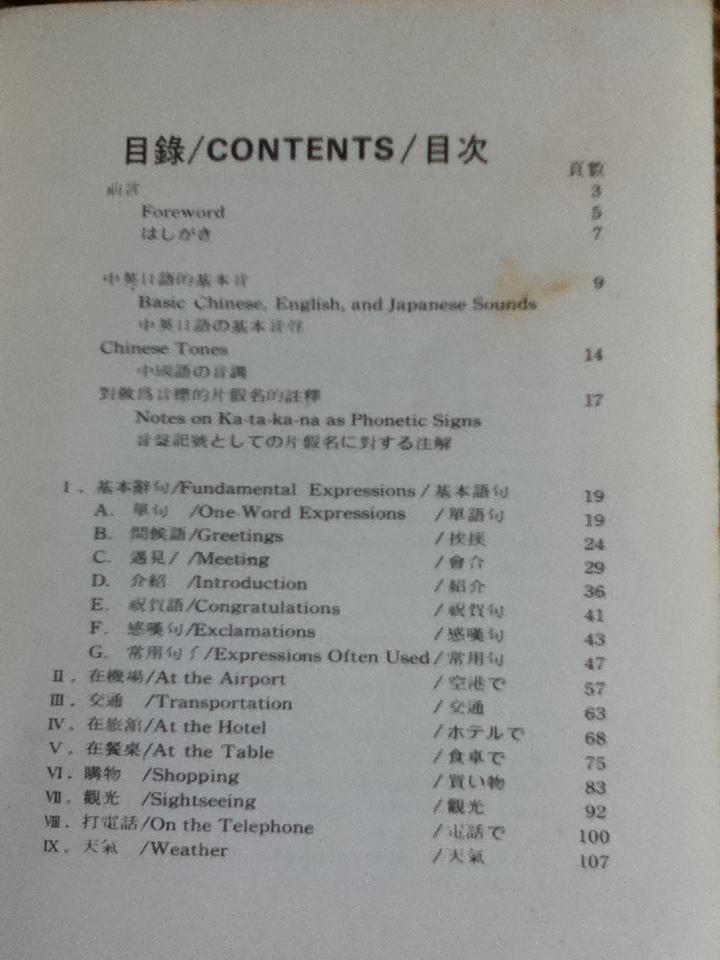 目錄/CONTENTS/目次
頁數
前言 3
Foreword 5
はしがき 7
中英日語的基本音 9
Basic Chinese, English, and Japanese Sounds
中英日語の基本音声
Chinese Tones 14
中國語の音調
對做爲音標的片假名的註釋 17
Notes on Ka-ta-ka-na as Phonetic Signs
音聲記號としての片假名に對する注解
I. 基本辭句/Fundamental Expressions/基本語句 19
A. 單句 /One-Word Expressions /單語句 19
B. 問候語/Greetings /挨拶 24
C. 遇見/ /Meeting /會合 29
D. 介紹 /Introduction /紹介 36
E. 祝賀語/Congratulations /祝賀句 41
F. 感嘆句/Exclamations /感嘆句 43
G. 常用句 /Expressions Often Used/常用句 47
II. 在機場/At the Airport /空港で 57
III. 交通 /Transportation /交通 63
IV. 在旅舘/At the Hotel /ホテルで 68
V. 在餐桌/At the Table /食卓で 75
VI. 購物 /Shopping /買い物 83
VII. 觀光 /Sightseeing /觀光 92
VIII. 打電話/On the Telephone /電話で 100
IX. 天氣 /Weather /天氣 107